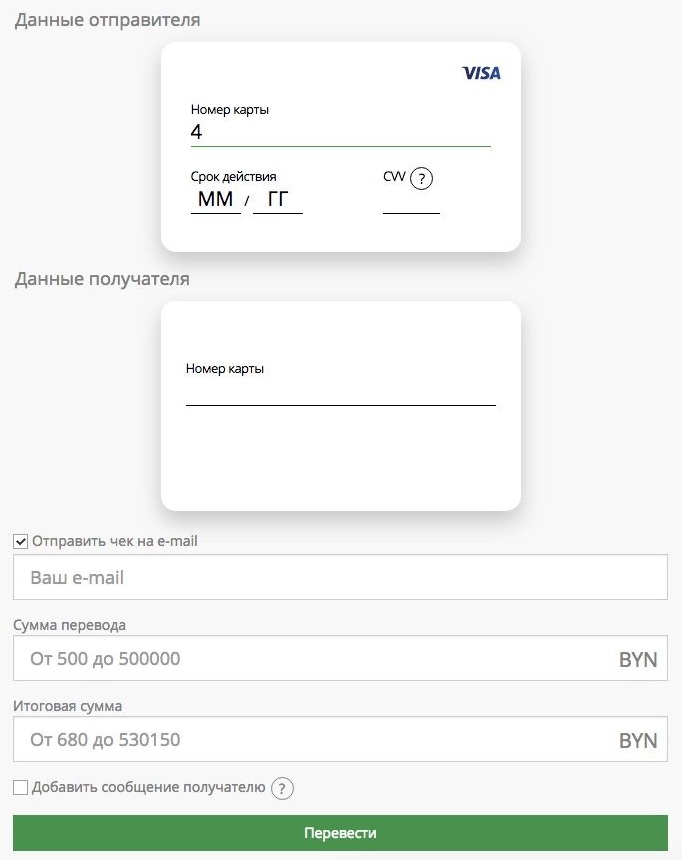 Данные отправителя
VISA
Номер карты
4
Срок действия
CVV ?
ММ / ГГ
Данные получателя
Номер карты
Отправить чек на e-mail
Ваш e-mail
Сумма перевода
От 500 до 500000 BYN
Итоговая сумма
От 680 до 530150 BYN
Добавить сообщение получателю ?
Перевести